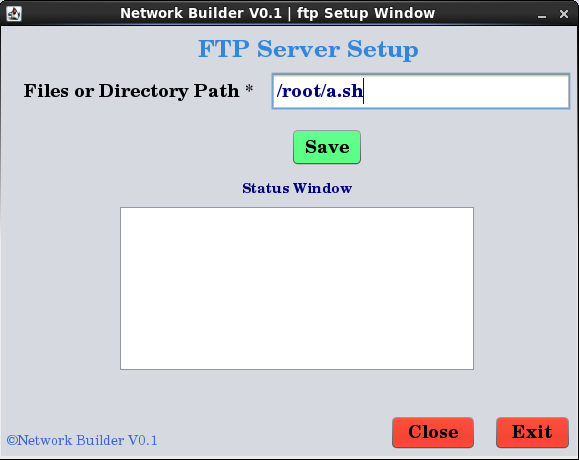 Network Builder V0.1 | ftp Setup Window
FTP Server Setup
Files or Directory Path * /root/a.sh
Save
Status Window
Close Exit
©Network Builder V0.1